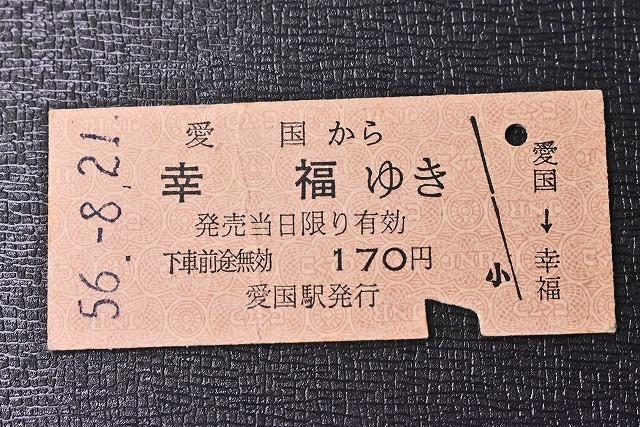 56.-8.21.
愛国から
幸福ゆき
発売当日限り有効
下車前途無効 170円
愛国駅発行
小
愛国→幸福